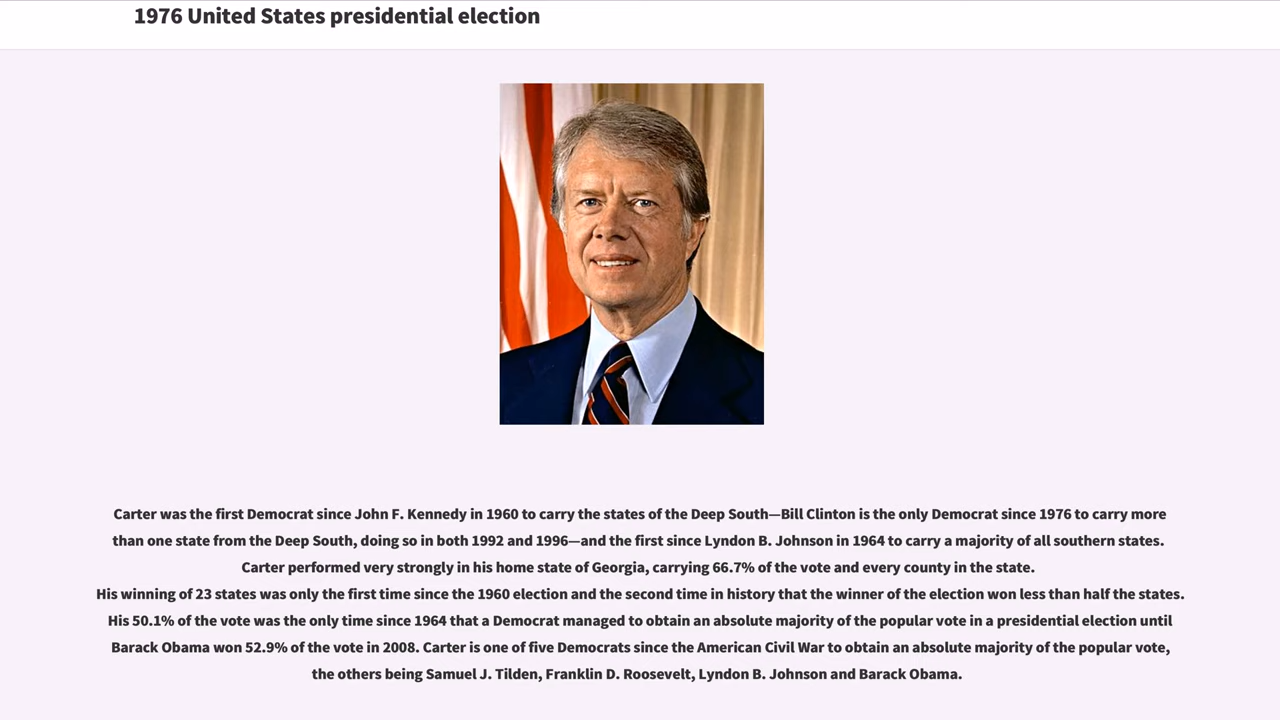 1976 United States presidential election
Carter was the first Democrat since John F. Kennedy in 1960 to carry the states of the Deep South—Bill Clinton is the only Democrat since 1976 to carry more
than one state from the Deep South, doing so in both 1992 and 1996—and the first since Lyndon B. Johnson in 1964 to carry a majority of all southern states.
Carter performed very strongly in his home state of Georgia, carrying 66.7% of the vote and every county in the state.
His winning of 23 states was only the first time since the 1960 election and the second time in history that the winner of the election won less than half the states.
His 50.1% of the vote was the only time since 1964 that a Democrat managed to obtain an absolute majority of the popular vote in a presidential election until
Barack Obama won 52.9% of the vote in 2008. Carter is one of five Democrats since the American Civil War to obtain an absolute majority of the popular vote,
the others being Samuel J. Tilden, Franklin D. Roosevelt, Lyndon B. Johnson and Barack Obama.